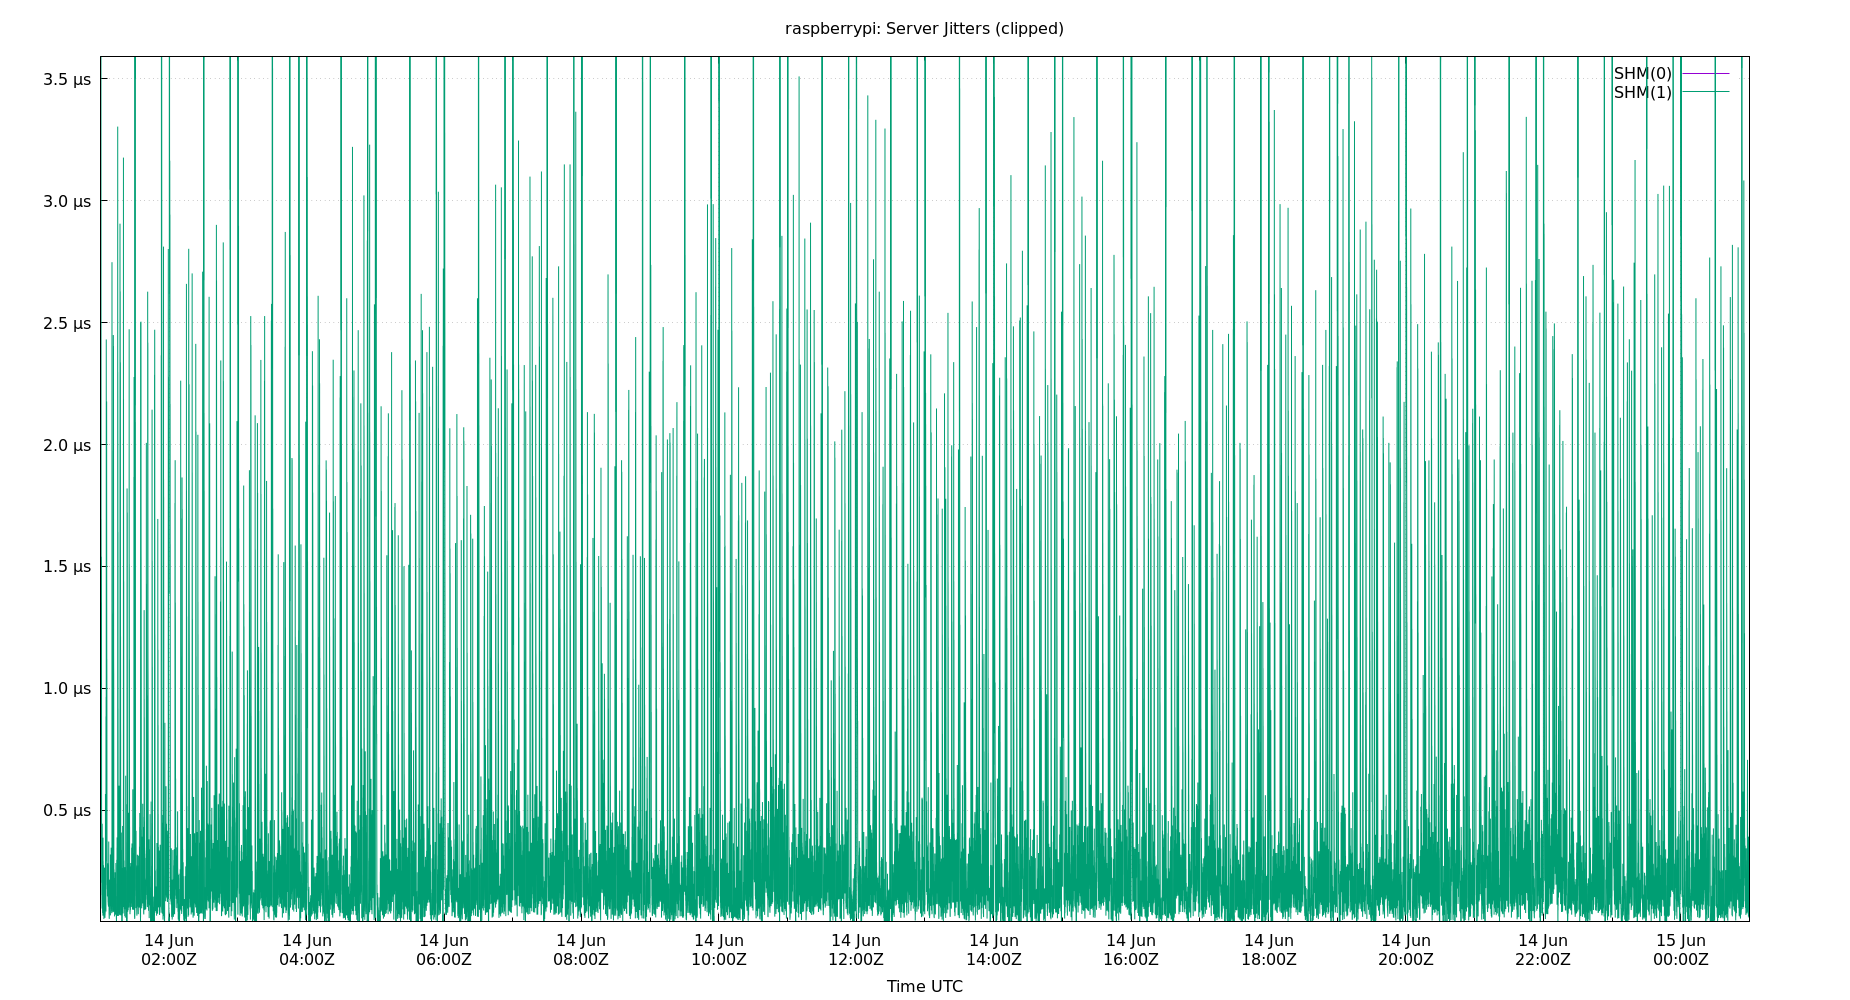 raspberrypi: Server Jitters (clipped)
SHM(0)
SHM(1)
3.5 µs
3.0 µs
2.5 µs
2.0 µs
1.5 µs
1.0 µs
0.5 µs
14 Jun 14 Jun 14 Jun 14 Jun 14 Jun 14 Jun 14 Jun 14 Jun 14 Jun 14 Jun 14 Jun 15 Jun
02:00Z 04:00Z 06:00Z 08:00Z 10:00Z 12:00Z 14:00Z 16:00Z 18:00Z 20:00Z 22:00Z 00:00Z
Time UTC